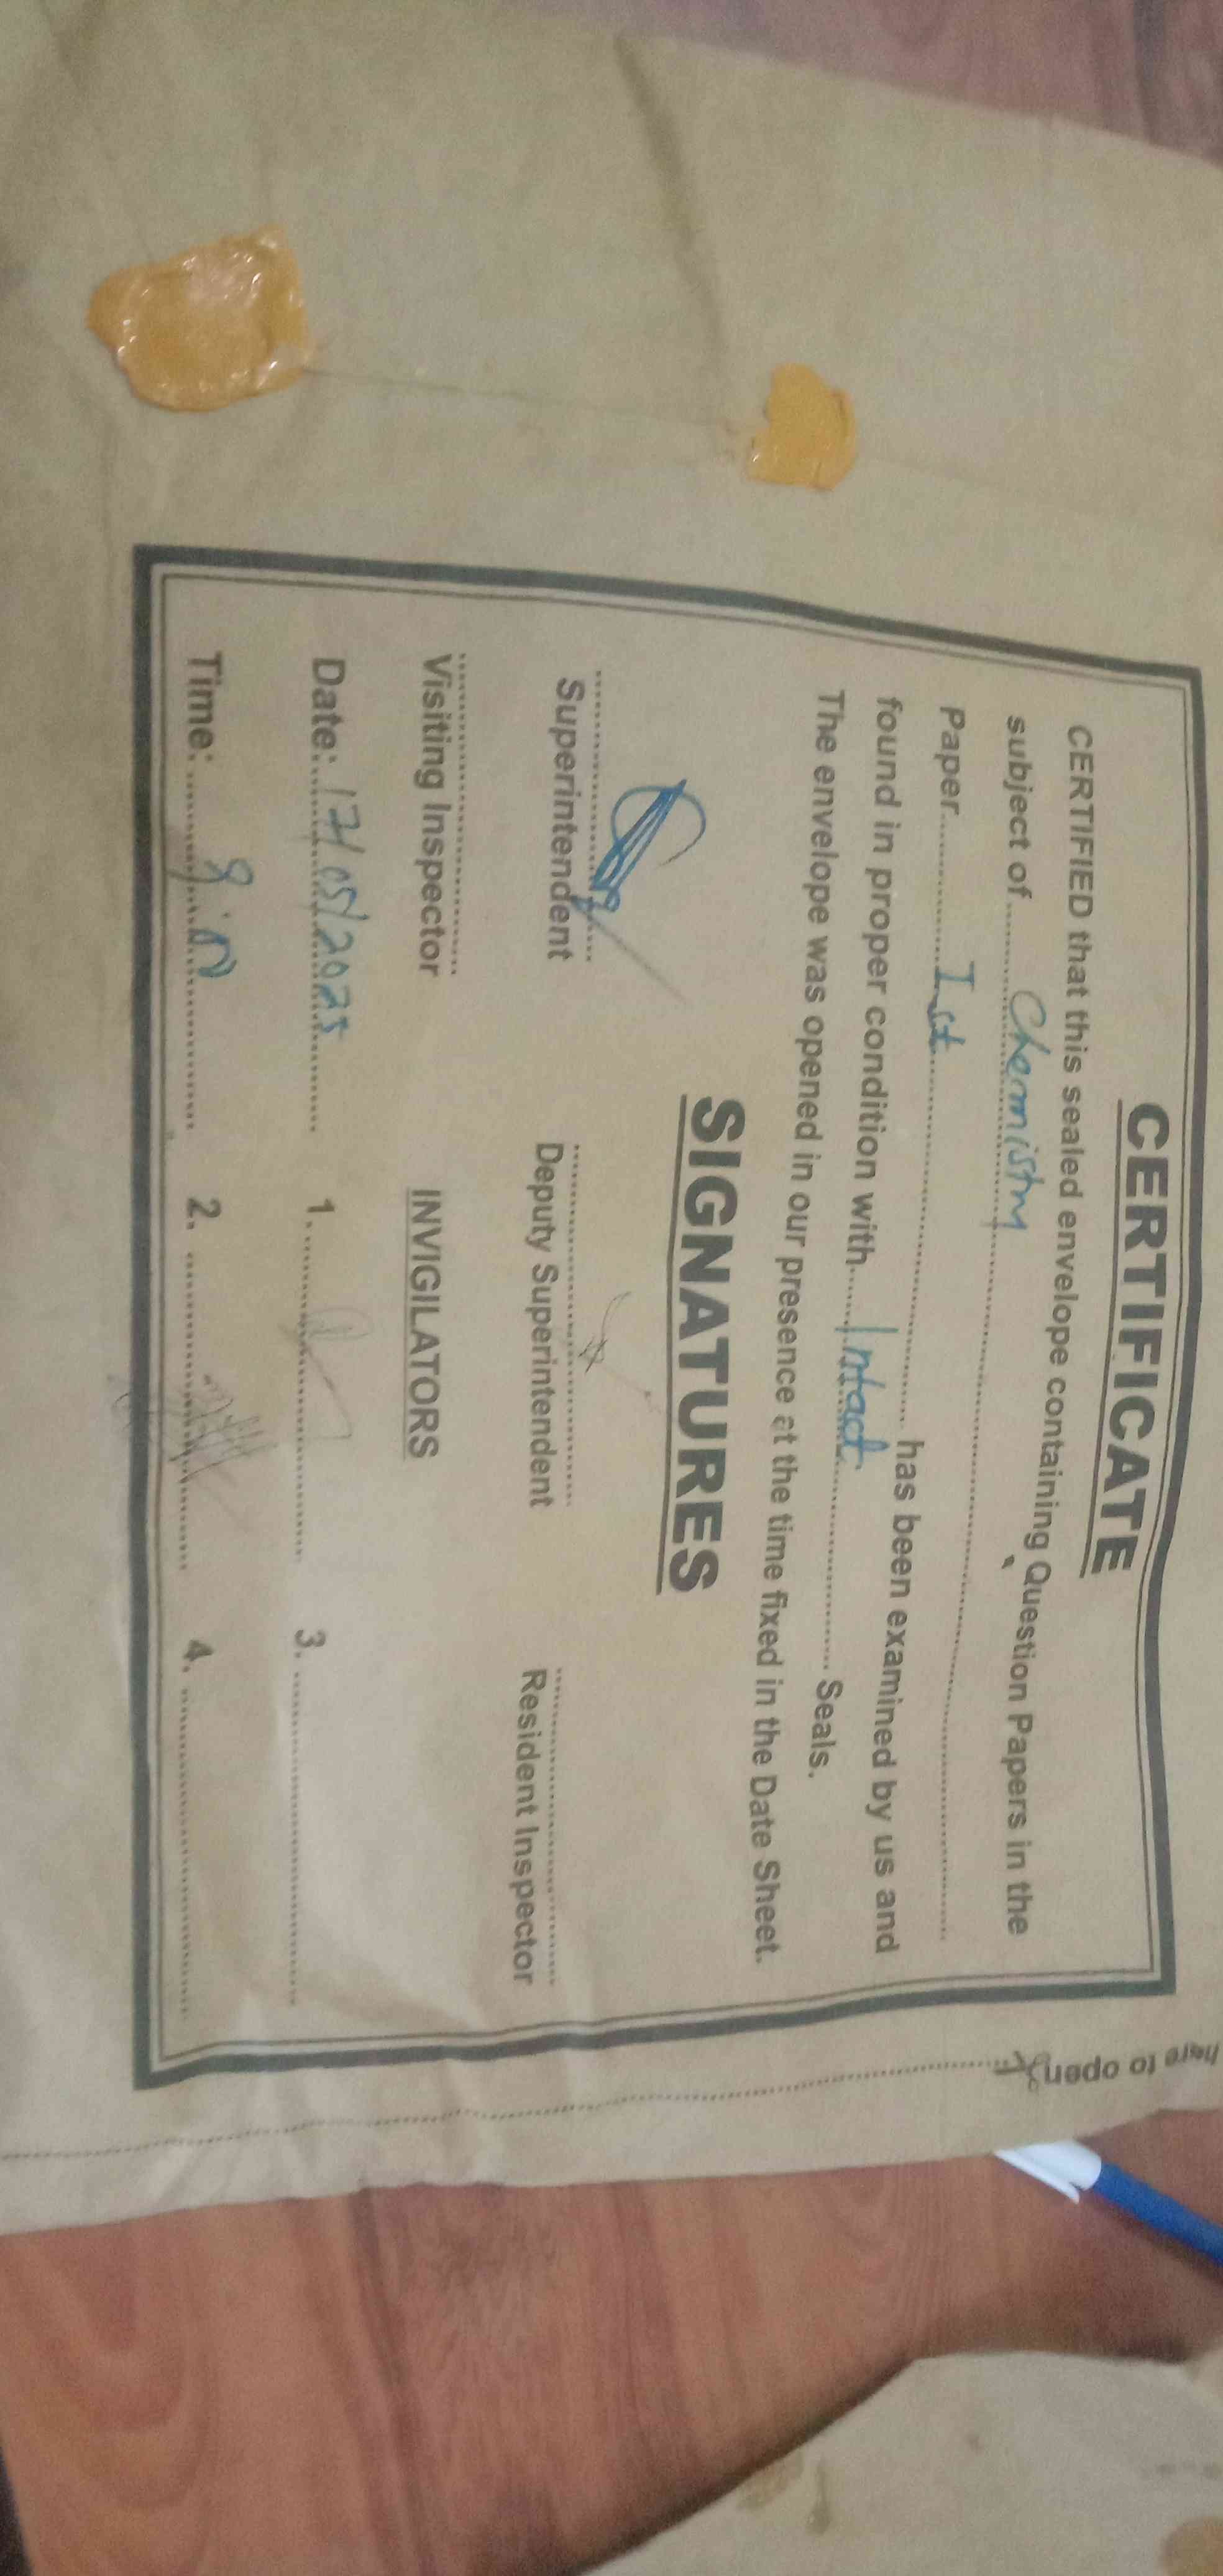 CERTIFICATE
CERTIFIED that this sealed envelope containing Question Papers in the
subject of Chemistry
Paper Ist has been examined by us and
found in proper condition with Intact Seals.
The envelope was opened in our presence at the time fixed in the Date Sheet.
SIGNATURES
Superintendent Deputy Superintendent Resident Inspector
Visiting Inspector INVIGILATORS
Date: 17/05/2025 1. 3.
Time: 2. 4.
here to open